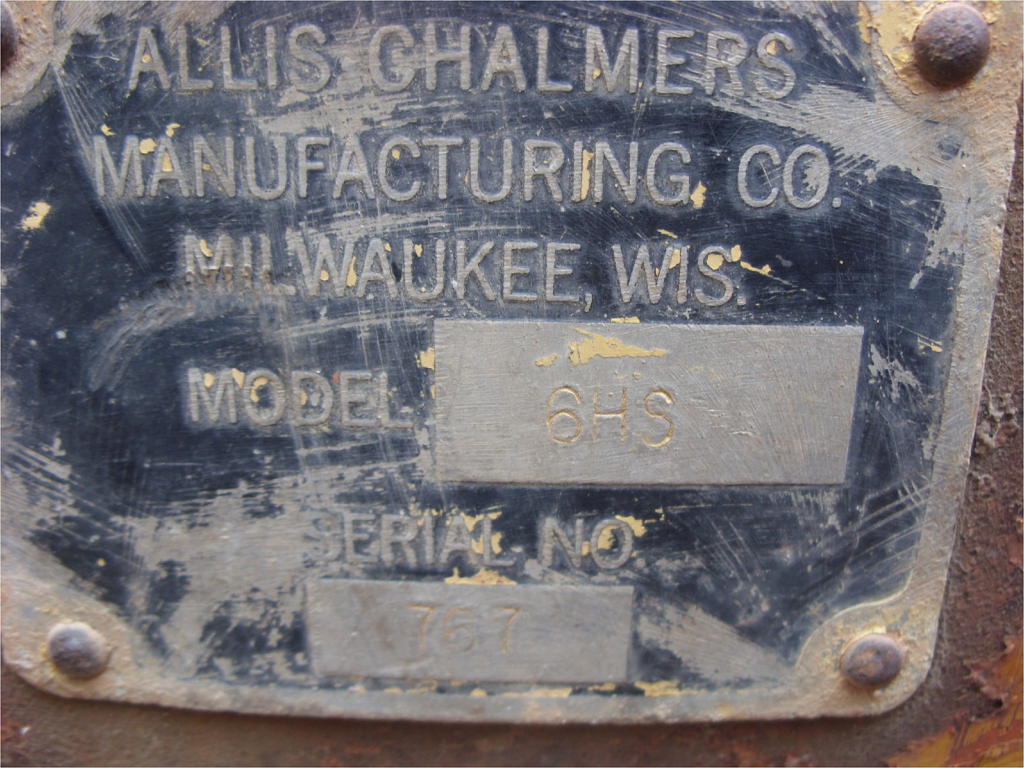 ALLIS-CHALMERS
MANUFACTURING CO.
MILWAUKEE, WIS.
MODEL 6HS
SERIAL NO.
767